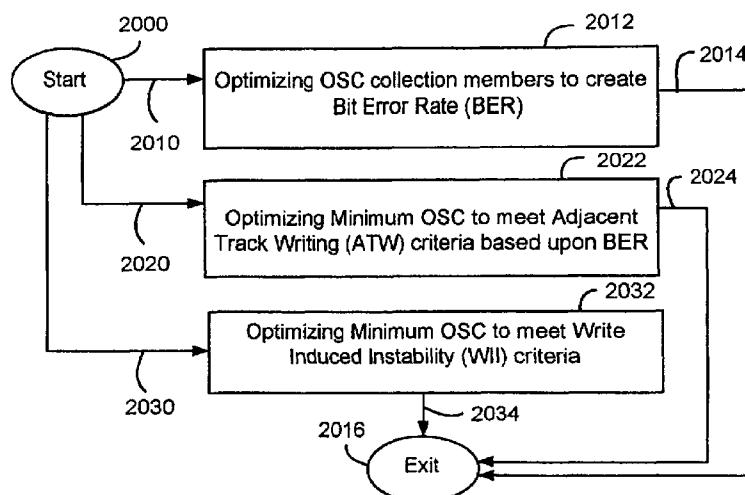 2000
Start
2010
2012
Optimizing OSC collection members to create
Bit Error Rate (BER)
2014
2020
2022
Optimizing Minimum OSC to meet Adjacent
Track Writing (ATW) criteria based upon BER
2024
2030
2032
Optimizing Minimum OSC to meet Write
Induced Instability (WII) criteria
2034
2016
Exit